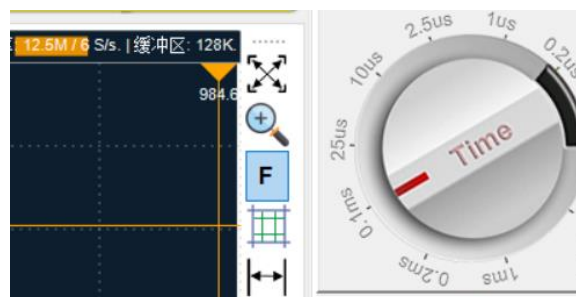 : 12.5M / 6 S/s. | 缓冲区: 128K.
984.6
F
2.5us
1us
0.2us
10us
25us
0.1ms
0.2ms
1ms
Time